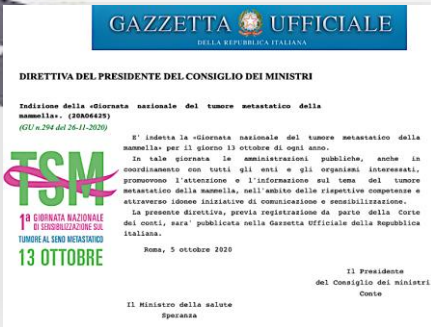 GAZZETTA UFFICIALE
DELLA REPUBBLICA ITALIANA
DIRETTIVA DEL PRESIDENTE DEL CONSIGLIO DEI MINISTRI
Indizione della «Giornata nazionale del tumore metastatico della
mammella». (20A06625)
(GU n.294 del 26-11-2020)
E' indetta la «Giornata nazionale del tumore metastatico della
mammella» per il giorno 13 ottobre di ogni anno.
In tale giornata le amministrazioni pubbliche, anche in
coordinamento con tutti gli enti e gli organismi interessati,
promuovono l'attenzione e l'informazione sul tema del tumore
metastatico della mammella, nell'ambito delle rispettive competenze e
attraverso idonee iniziative di comunicazione e sensibilizzazione.
La presente direttiva, previa registrazione da parte della Corte
dei conti, sara' pubblicata nella Gazzetta Ufficiale della Repubblica
italiana.
Roma, 5 ottobre 2020
TSM
1a GIORNATA NAZIONALE
DI SENSIBILIZZAZIONE SUL
TUMORE AL SENO METASTATICO
13 OTTOBRE
Il Presidente
del Consiglio dei ministri
Conte
Il Ministro della salute
Speranza